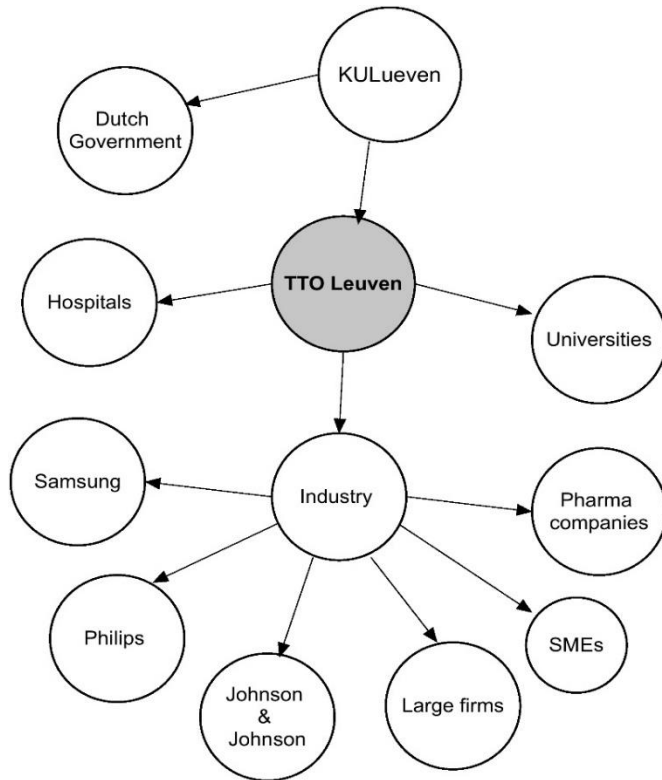 KULueven
Dutch
Government
TTO Leuven
Hospitals
Universities
Samsung
Industry
Pharma
companies
Philips
SMEs
Johnson
&
Johnson
Large firms